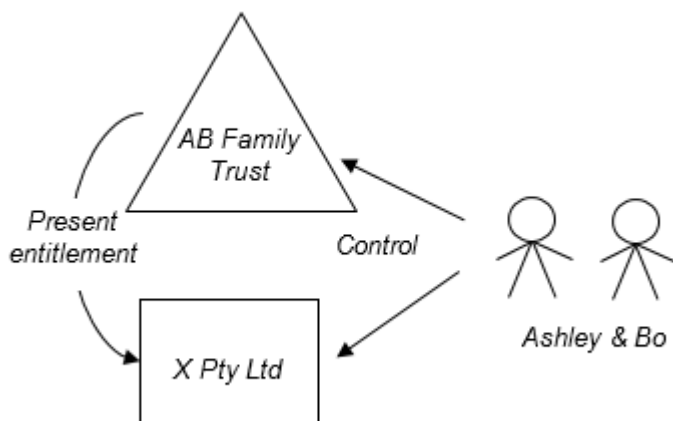 AB Family
Trust
Present
entitlement
Control
X Pty Ltd
Ashley & Bo